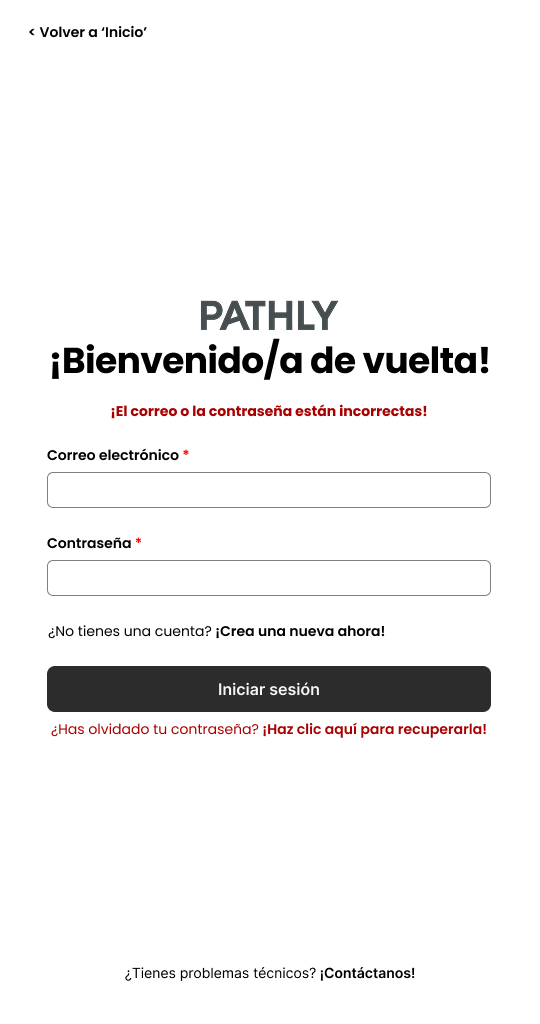 < Volver a ‘Inicio’
PATHLY
¡Bienvenido/a de vuelta!
¡El correo o la contraseña están incorrectas!
Correo electrónico *
Contraseña *
¿No tienes una cuenta? ¡Crea una nueva ahora!
Iniciar sesión
¿Has olvidado tu contraseña? ¡Haz clic aquí para recuperarla!
¿Tienes problemas técnicos? ¡Contáctanos!